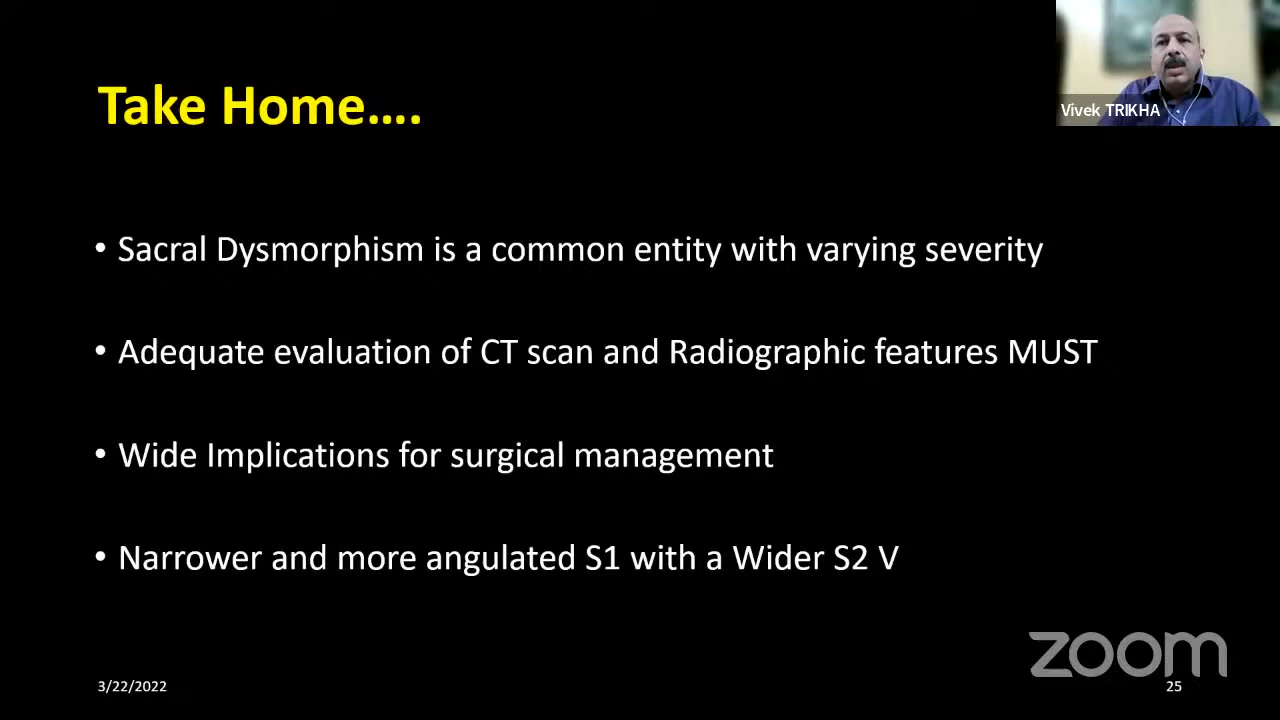 Take Home….
Vivek TRIKHA
• Sacral Dysmorphism is a common entity with varying severity
• Adequate evaluation of CT scan and Radiographic features MUST
• Wide Implications for surgical management
• Narrower and more angulated S1 with a Wider S2 V
zoom
3/22/2022
25